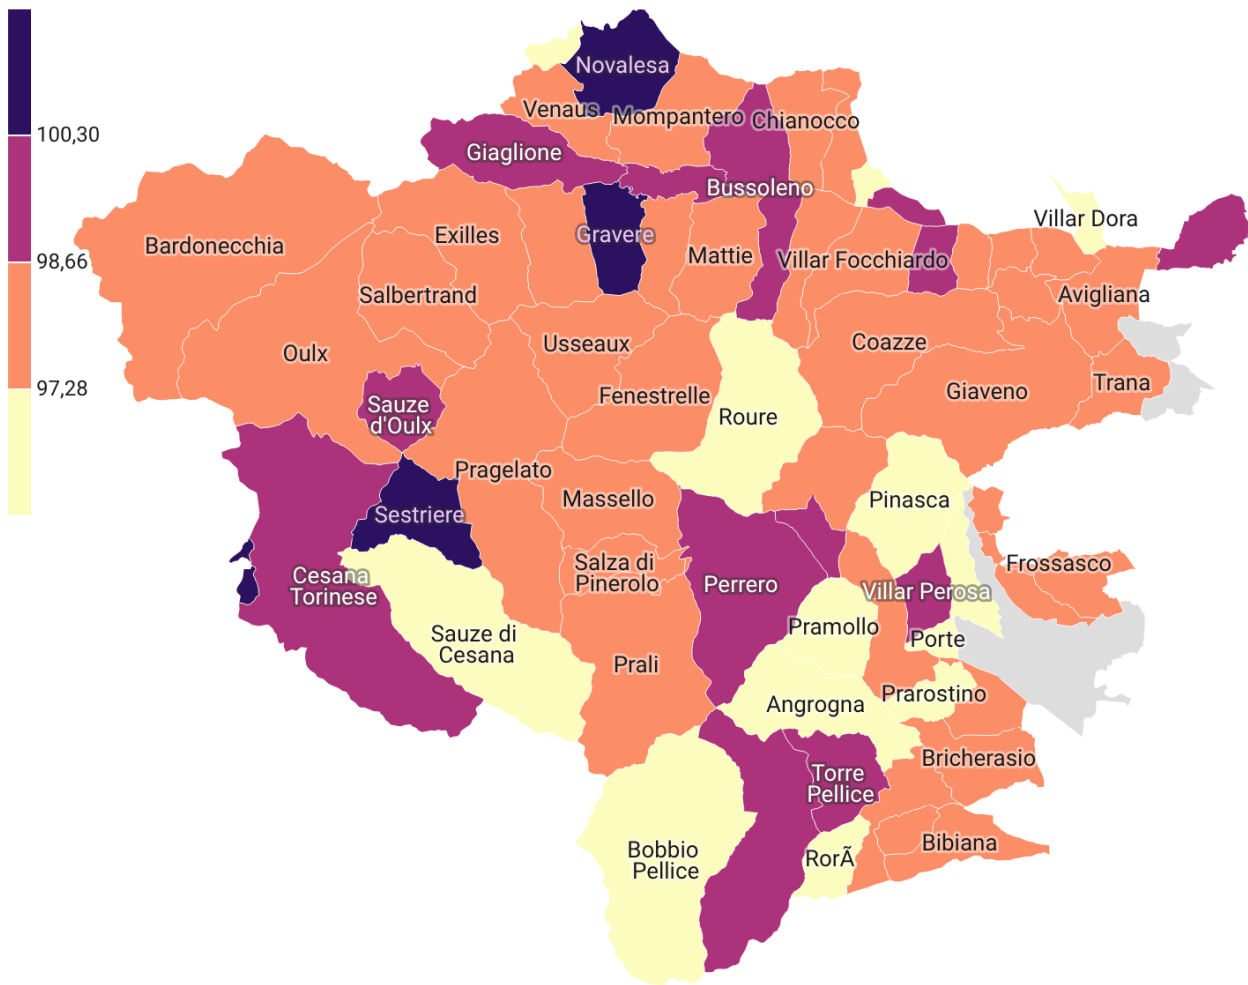 Novalesa
Venaus
Mompantero
Chianocco
100,30
Giaglione
Bussoleno
Villar Dora
Gravere
Exilles
Bardonecchia
Mattie
Villar Focchiardo
98,66
Salbertrand
Avigliana
Usseaux
Coazze
Oulx
97,28
Trana
Giaveno
Fenestrelle
Sauze
d'Oulx
Roure
Pragelato
Massello
Pinasca
Sestriere
Salza di
Pinerolo
Frossasco
Cesana
Torinese
Perrero
Villar Perosa
Pramollo
Porte
Sauze di
Cesana
Prali
Prarostino
Angrogna
Bricherasio
Torre
Pellice
Bibiana
Bobbio
Pellice
RorÃ